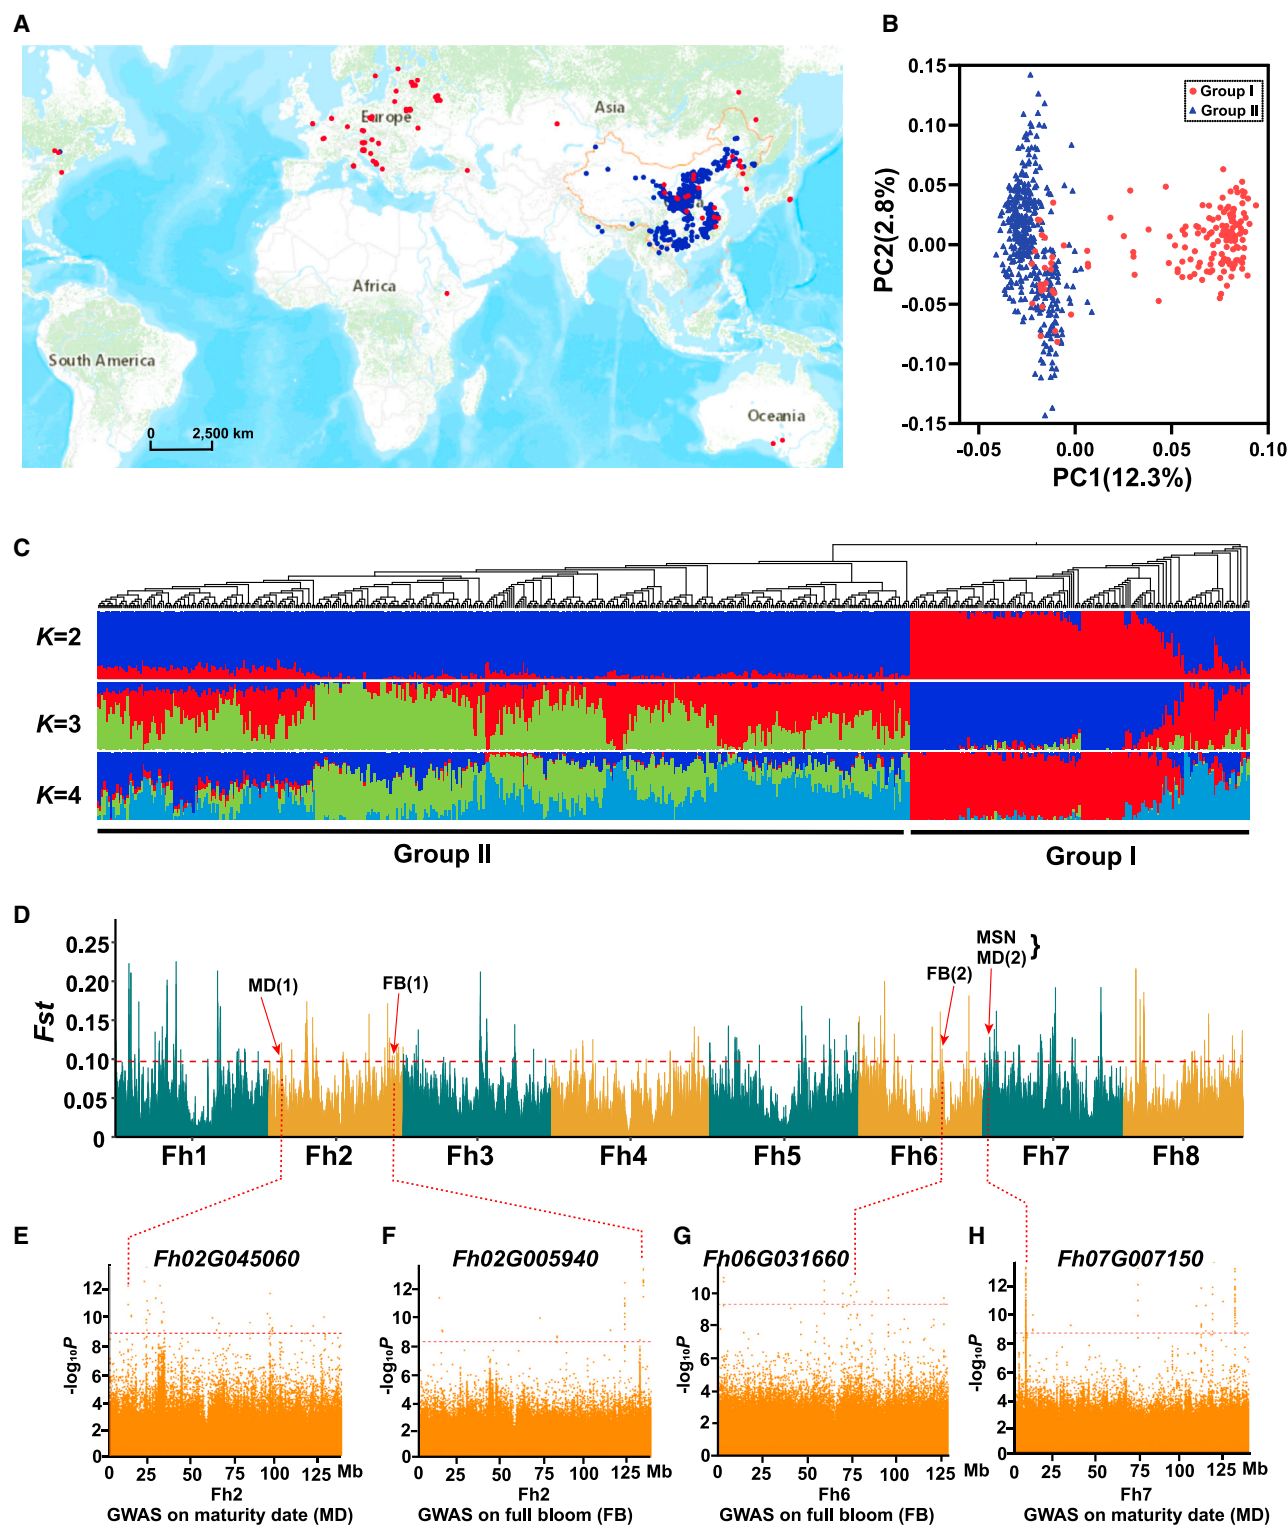 A
Europe
Asia
Africa
South America
Oceania
0 2,500 km
B
0.15
0.10
0.05
0.00
-0.05
-0.10
-0.15
PC2(2.8%)
Group I
Group II
-0.05 0.00 0.05 0.10
PC1(12.3%)
C
K=2
K=3
K=4
Group II Group I
D
Fst
0.25
0.20
0.15
0.10
0.05
0
MD(1)
FB(1)
FB(2)
MSN
MD(2)
}
Fh1 Fh2 Fh3 Fh4 Fh5 Fh6 Fh7 Fh8
E
Fh02G045060
-log10P
12
10
8
6
4
2
0
0 25 50 75 100 125 Mb
Fh2
GWAS on maturity date (MD)
F
Fh02G005940
-log10P
12
10
8
6
4
2
0
0 25 50 75 100 125
Fh2
GWAS on full bloom (FB)
G
Fh06G031660
-log10P
10
8
6
4
2
0
0 25 50 75 100 125 Mb
Fh6
GWAS on full bloom (FB)
H
Fh07G007150
-log10P
12
10
8
6
4
2
0
0 25 50 75 100 125 Mb
Fh7
GWAS on maturity date (MD)